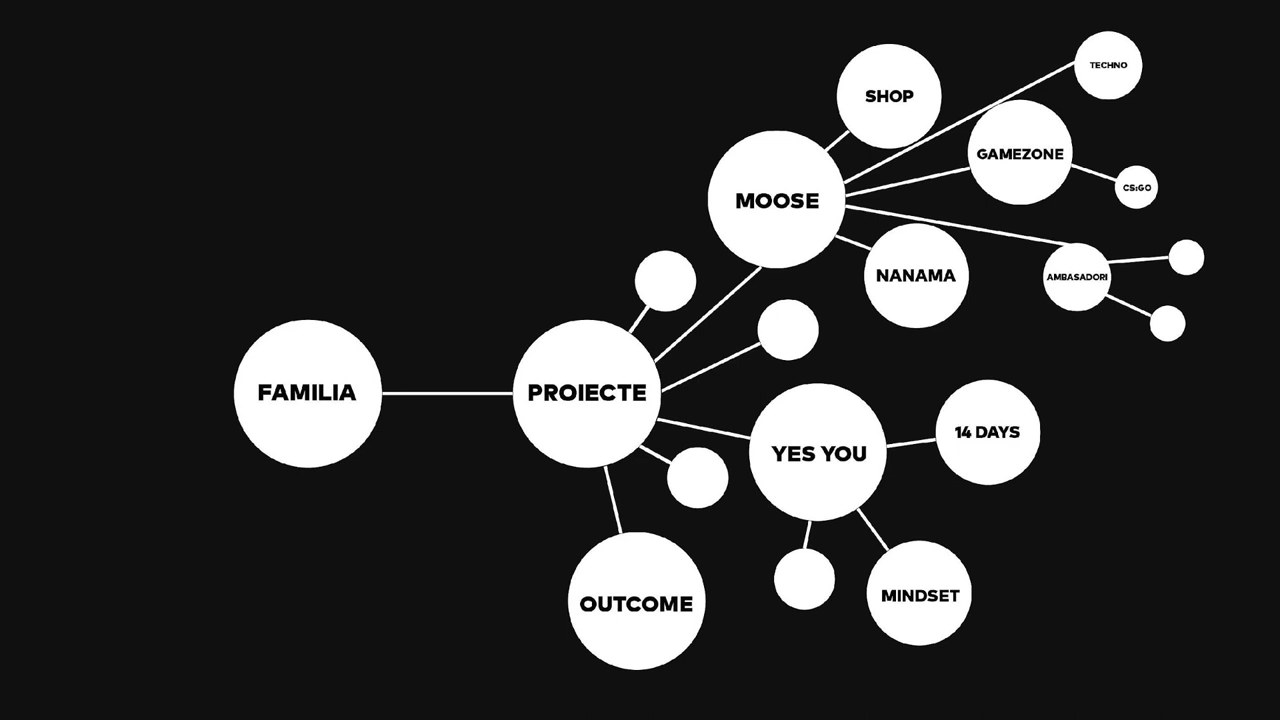 TECHNO
SHOP
GAMEZONE
CS:GO
MOOSE
NANAMA
AMBASADORI
FAMILIA
PROIECTE
YES YOU
14 DAYS
OUTCOME
MINDSET